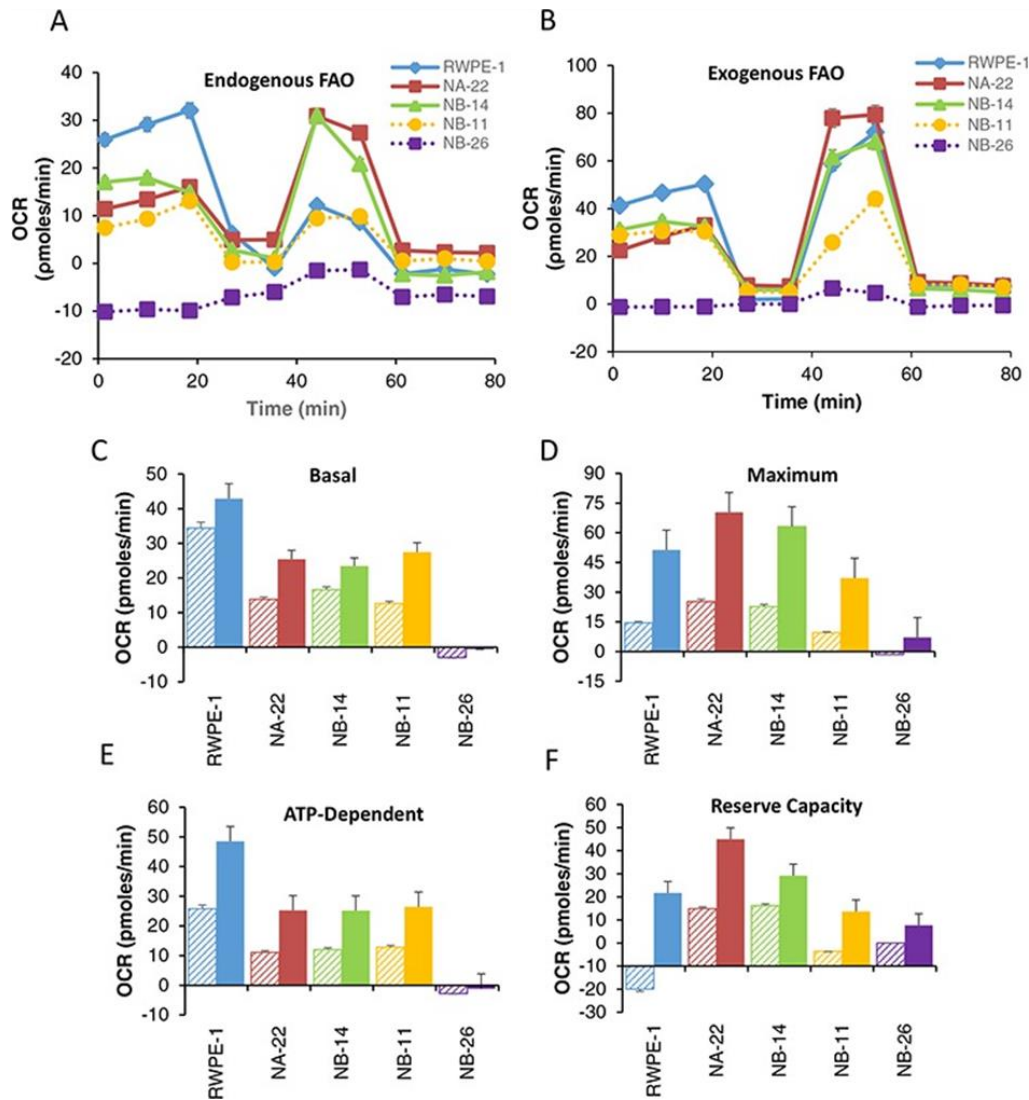 A
Endogenous FAO
RWPE-1
NA-22
NB-14
NB-11
NB-26
OCR
(pmoles/min)
40
30
20
10
0
-10
-20
0 20 40 60 80
Time (min)
B
Exogenous FAO
RWPE-1
NA-22
NB-14
NB-11
NB-26
OCR
(pmoles/min)
100
80
60
40
20
0
-20
0 20 40 60 80
Time (min)
C
Basal
OCR (pmoles/min)
50
40
30
20
10
0
-10
RWPE-1
NA-22
NB-14
NB-11
NB-26
D
Maximum
OCR (pmoles/min)
90
75
60
45
30
15
0
-15
RWPE-1
NA-22
NB-14
NB-11
NB-26
E
ATP-Dependent
OCR (pmoles/min)
60
50
40
30
20
10
0
-10
RWPE-1
NA-22
NB-14
NB-11
NB-26
F
Reserve Capacity
OCR (pmoles/min)
60
50
40
30
20
10
0
-10
-20
-30
RWPE-1
NA-22
NB-14
NB-11
NB-26